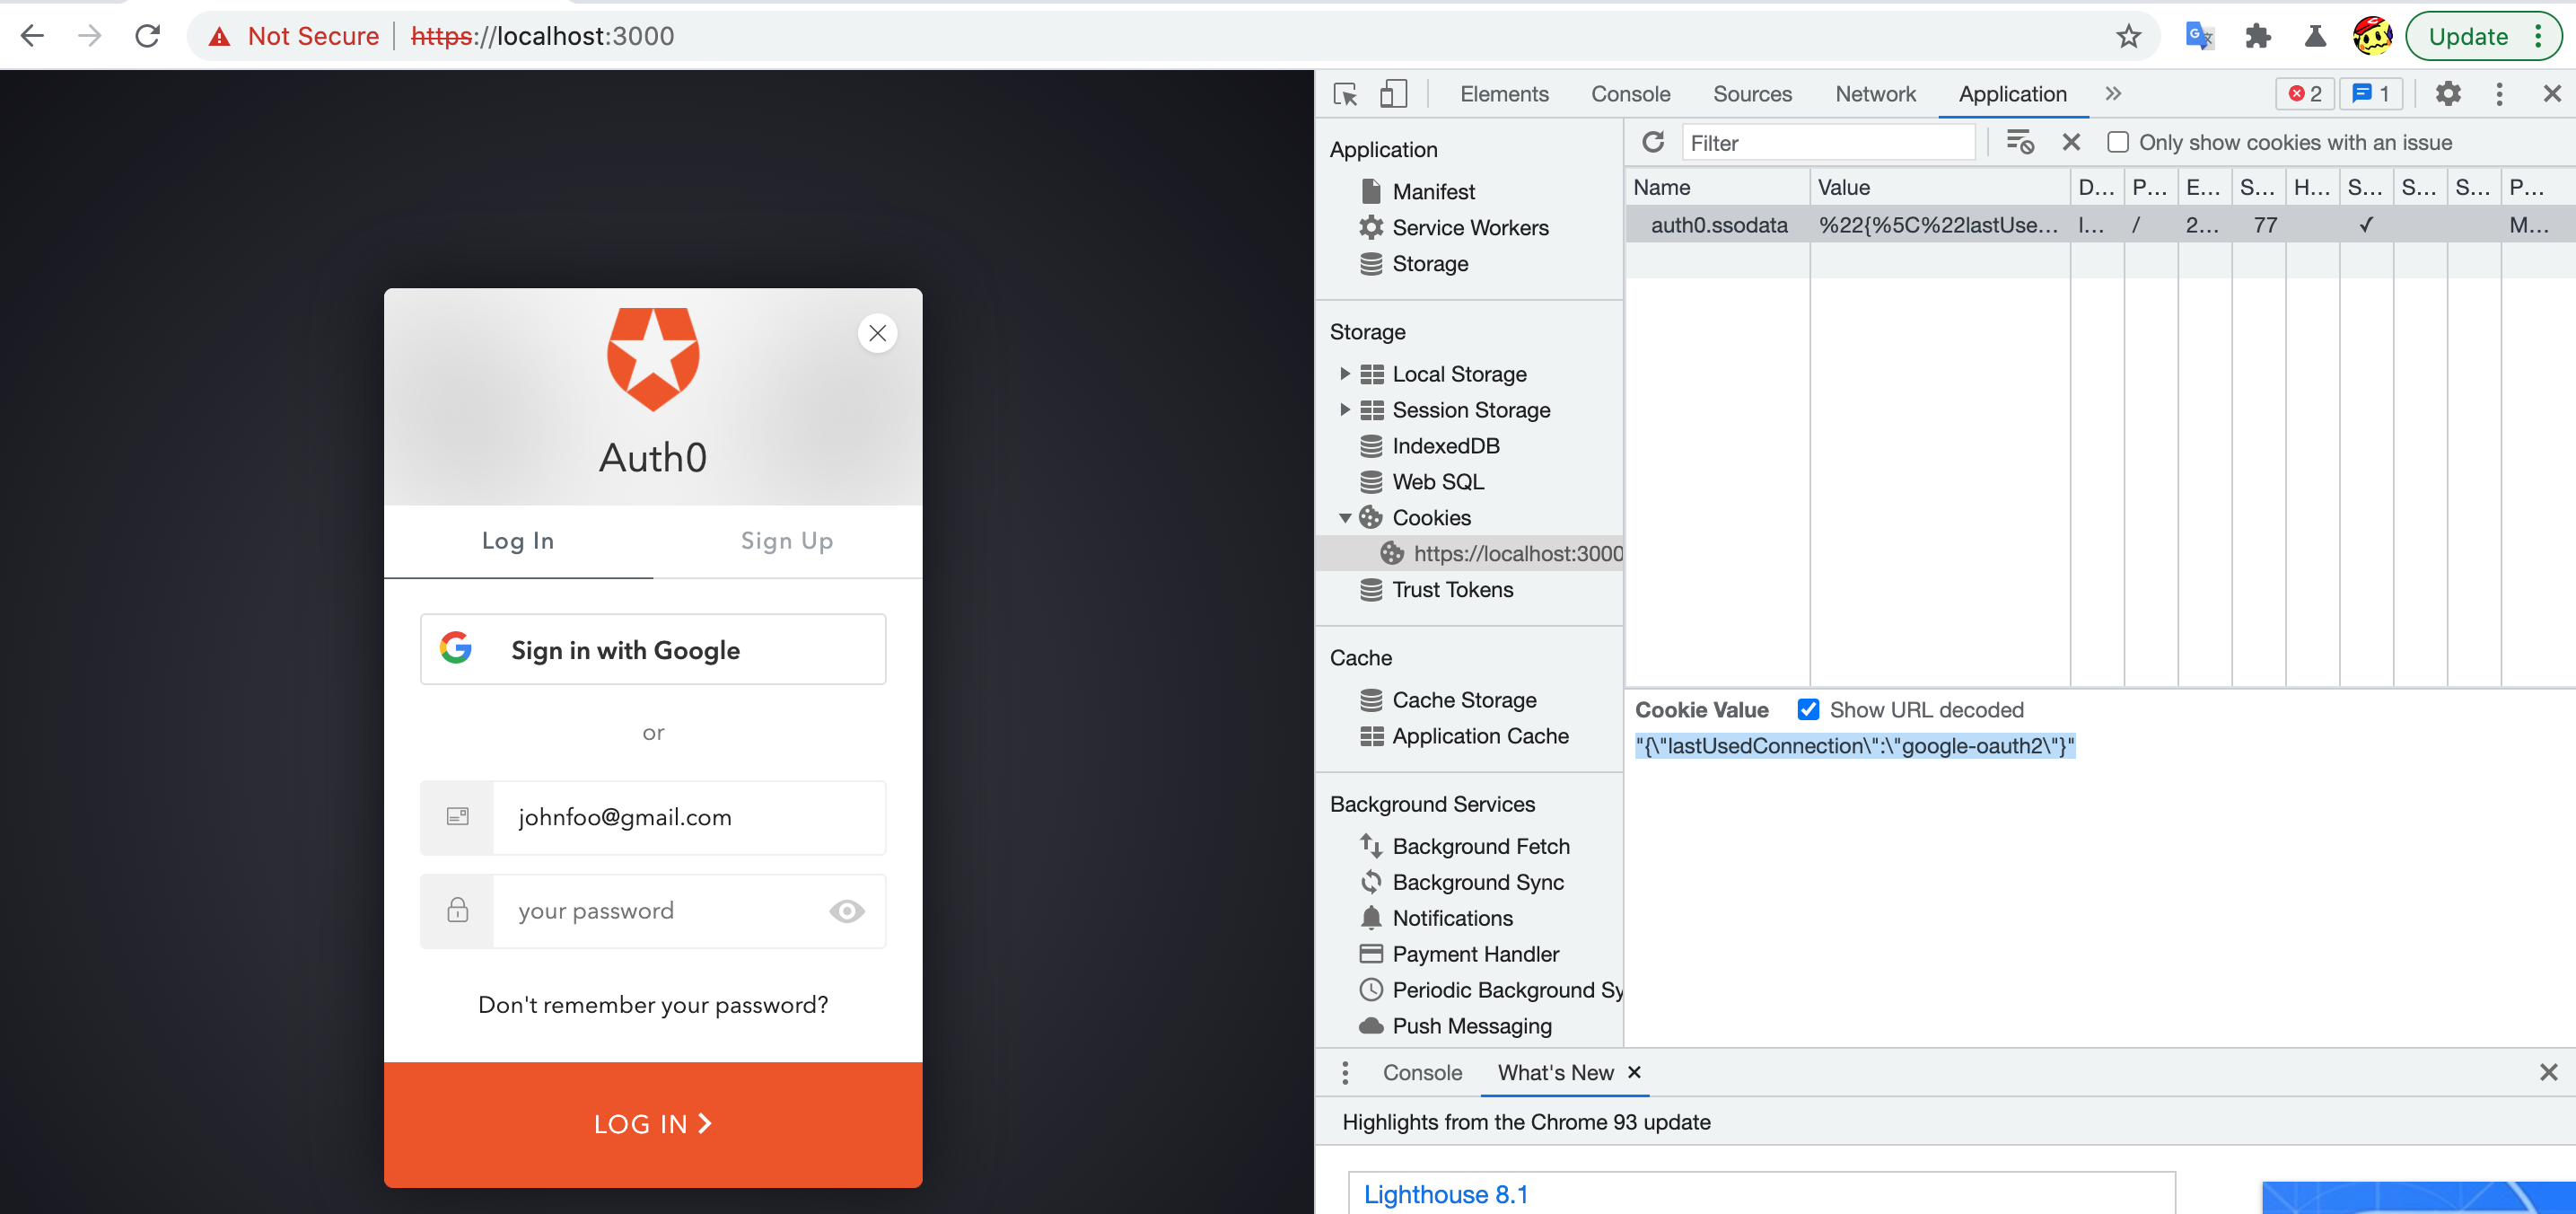 Not Secure https://localhost:3000 Update
Auth0
Log In Sign Up
Sign in with Google
or
johnfoo@gmail.com
your password
Don't remember your password?
LOG IN
Elements Console Sources Network Application 2 1
Application
Manifest
Service Workers
Storage
Storage
Local Storage
Session Storage
IndexedDB
Web SQL
Cookies
https://localhost:3000
Trust Tokens
Cache
Cache Storage
Application Cache
Background Services
Background Fetch
Background Sync
Notifications
Payment Handler
Periodic Background Sy
Push Messaging
Filter Only show cookies with an issue
Name Value D... P... E... S... H... S... S... S... P...
auth0.ssodata %22{%5C%22lastUse... l... / 2... 77 ✓ M...
Cookie Value Show URL decoded
"{\"lastUsedConnection\":\"google-oauth2\"}"
Console What's New
Highlights from the Chrome 93 update
Lighthouse 8.1